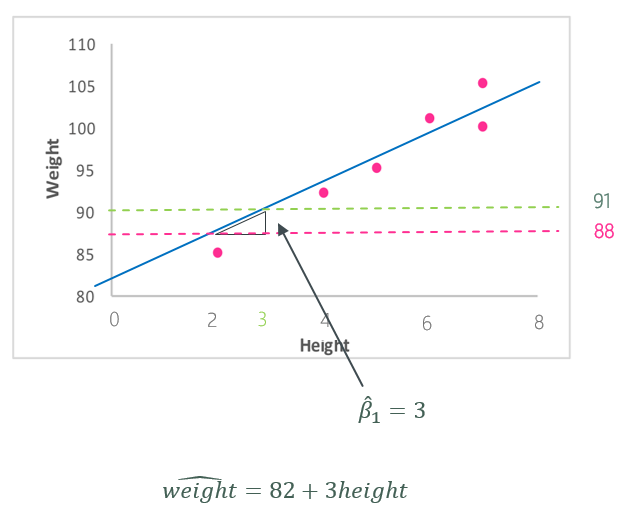 110
105
100
95
90
85
80
Weight
91
88
0 2 3 4 6 8
Height
β̂₁ = 3
\widehat{weight} = 82 + 3height